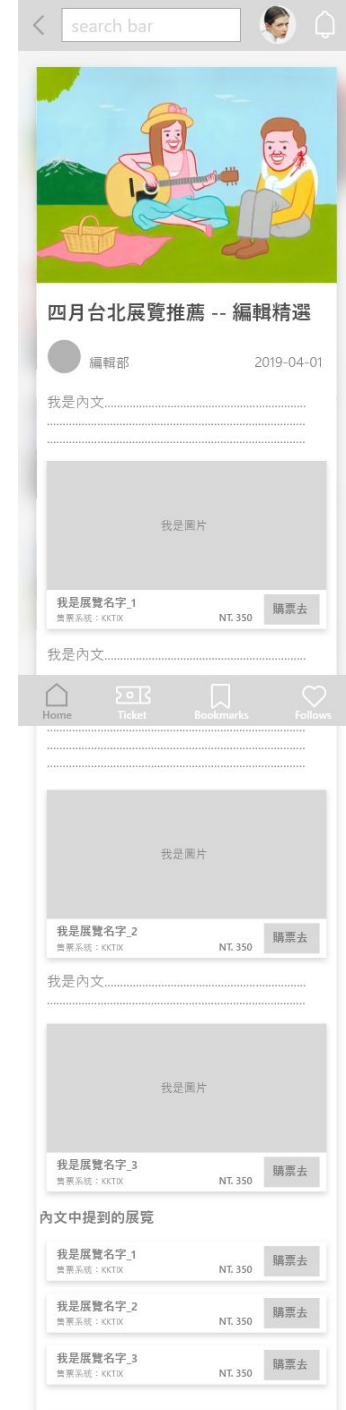 search bar
四月台北展覽推薦 -- 編輯精選
編輯部 2019-04-01
我是內文............................................................
..............................................................................
..............................................................................
我是圖片
我是展覽名字_1
售票系統：KKTIX NT. 350 購票去
我是內文............................................................
Home Ticket Bookmarks Follows
..............................................................................
..............................................................................
..............................................................................
我是圖片
我是展覽名字_2
售票系統：KKTIX NT. 350 購票去
我是內文............................................................
..............................................................................
我是圖片
我是展覽名字_3
售票系統：KKTIX NT. 350 購票去
內文中提到的展覽
我是展覽名字_1
售票系統：KKTIX NT. 350 購票去
我是展覽名字_2
售票系統：KKTIX NT. 350 購票去
我是展覽名字_3
售票系統：KKTIX NT. 350 購票去